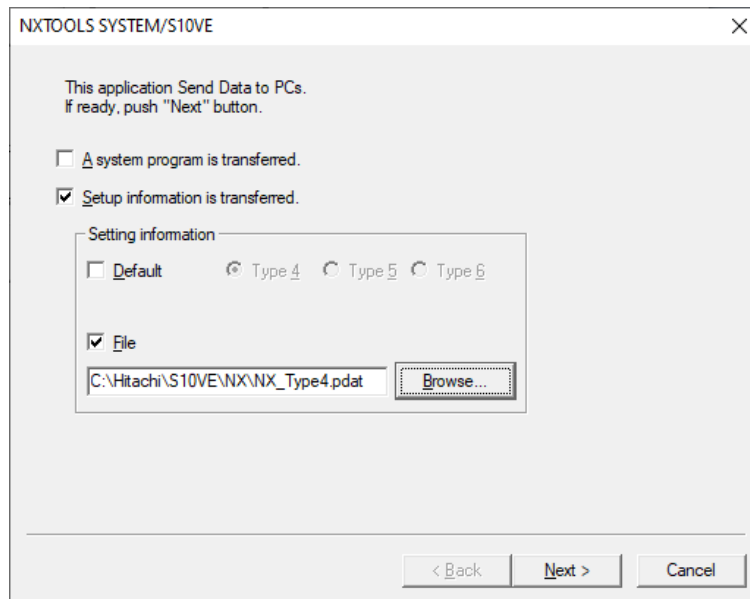 NXTOOLS SYSTEM/S10VE
This application Send Data to PCs.
If ready, push "Next" button.
A system program is transferred.
Setup information is transferred.
Setting information
Default Type 4 Type 5 Type 6
File
C:\Hitachi\S10VE\NX\NX_Type4.pdat Browse...
< Back Next > Cancel